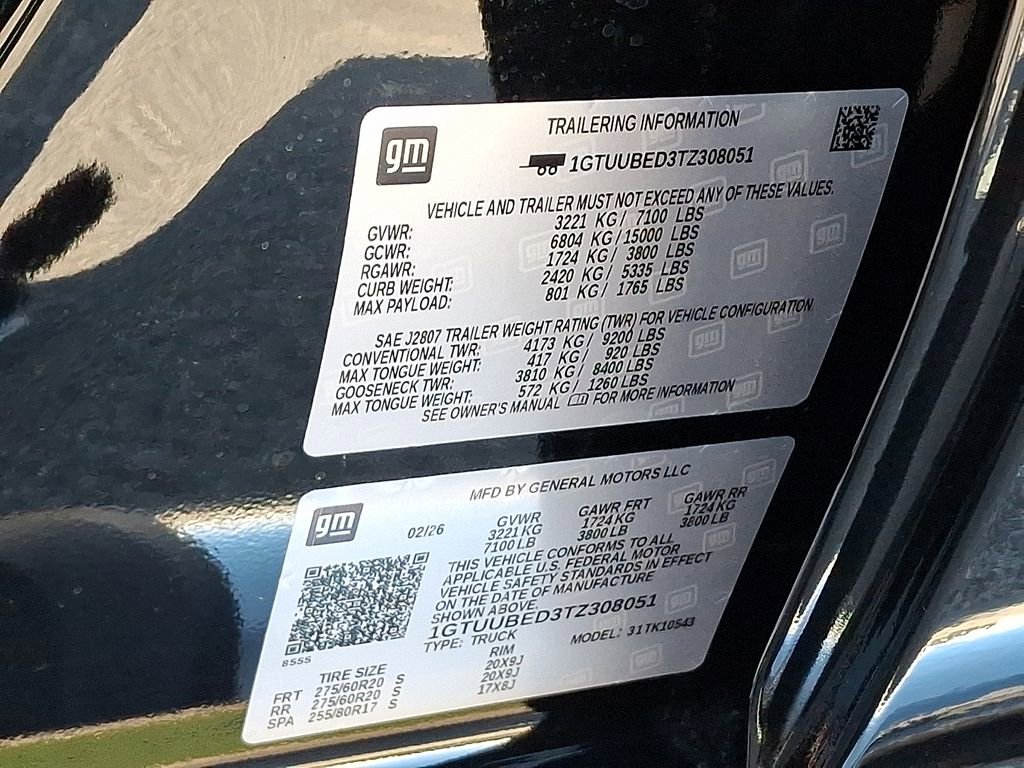 gm
TRAILERING INFORMATION
1GTUUBED3TZ308051
VEHICLE AND TRAILER MUST NOT EXCEED ANY OF THESE VALUES.
GVWR: 3221 KG / 7100 LBS
GCWR: 6804 KG / 15000 LBS
RGAWR: 1724 KG / 3800 LBS
CURB WEIGHT: 2420 KG / 5335 LBS
MAX PAYLOAD: 801 KG / 1765 LBS
SAE J2807 TRAILER WEIGHT RATING (TWR) FOR VEHICLE CONFIGURATION
CONVENTIONAL TWR: 4173 KG / 9200 LBS
MAX TONGUE WEIGHT: 417 KG / 920 LBS
GOOSENECK TWR: 3810 KG / 8400 LBS
MAX TONGUE WEIGHT: 572 KG / 1260 LBS
SEE OWNER'S MANUAL FOR MORE INFORMATION
gm
MFD BY GENERAL MOTORS LLC
02/26 GVWR GAWR FRT GAWR RR
3221 KG 1724 KG 1724 KG
7100 LB 3800 LB 3800 LB
THIS VEHICLE CONFORMS TO ALL
APPLICABLE U.S. FEDERAL MOTOR
VEHICLE SAFETY STANDARDS IN EFFECT
ON THE DATE OF MANUFACTURE
SHOWN ABOVE.
1GTUUBED3TZ308051
TYPE: TRUCK MODEL: 31TK10543
8555
TIRE SIZE RIM
FRT 275/60R20 S 20X9J
RR 275/60R20 S 20X9J
SPA 255/80R17 S 17X8J